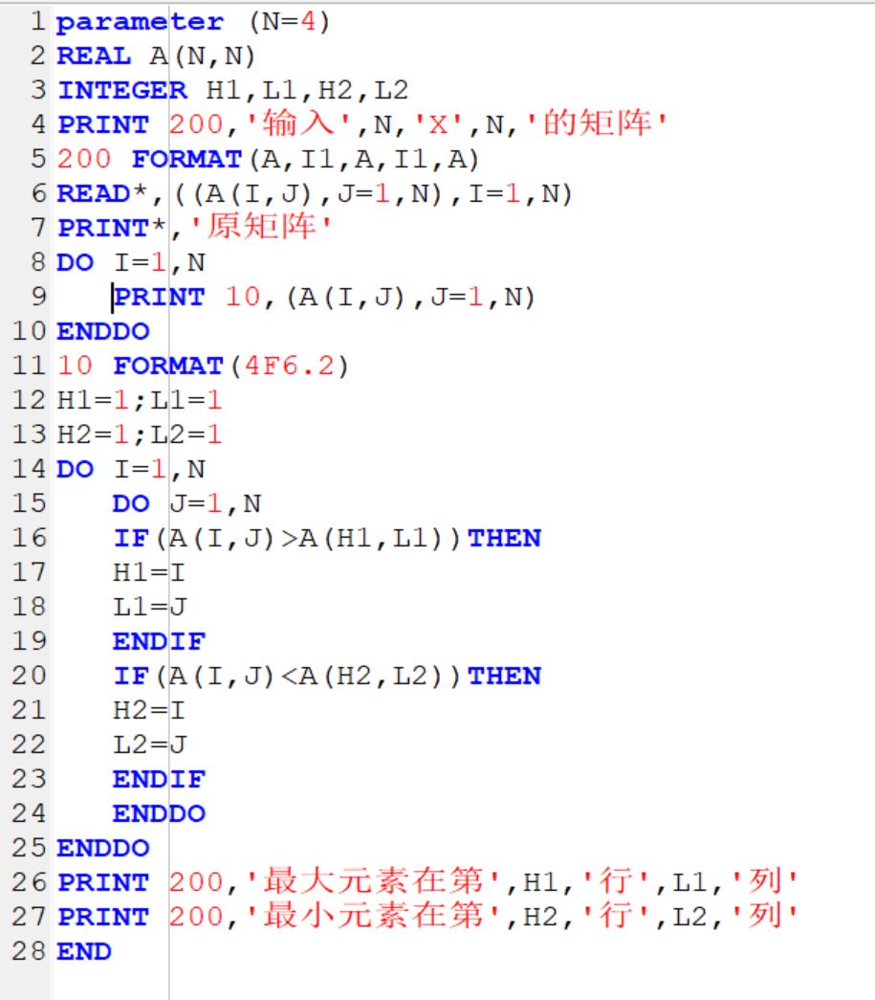 1 parameter (N=4)
2 REAL A(N,N)
3 INTEGER H1,L1,H2,L2
4 PRINT 200,'输入',N,'X',N,'的矩阵'
5 200 FORMAT(A,I1,A,I1,A)
6 READ*,((A(I,J),J=1,N),I=1,N)
7 PRINT*,'原矩阵'
8 DO I=1,N
9    PRINT 10,(A(I,J),J=1,N)
10 ENDDO
11 10 FORMAT(4F6.2)
12 H1=1;L1=1
13 H2=1;L2=1
14 DO I=1,N
15    DO J=1,N
16    IF(A(I,J)>A(H1,L1))THEN
17    H1=I
18    L1=J
19    ENDIF
20    IF(A(I,J)<A(H2,L2))THEN
21    H2=I
22    L2=J
23    ENDIF
24    ENDDO
25 ENDDO
26 PRINT 200,'最大元素在第',H1,'行',L1,'列'
27 PRINT 200,'最小元素在第',H2,'行',L2,'列'
28 END